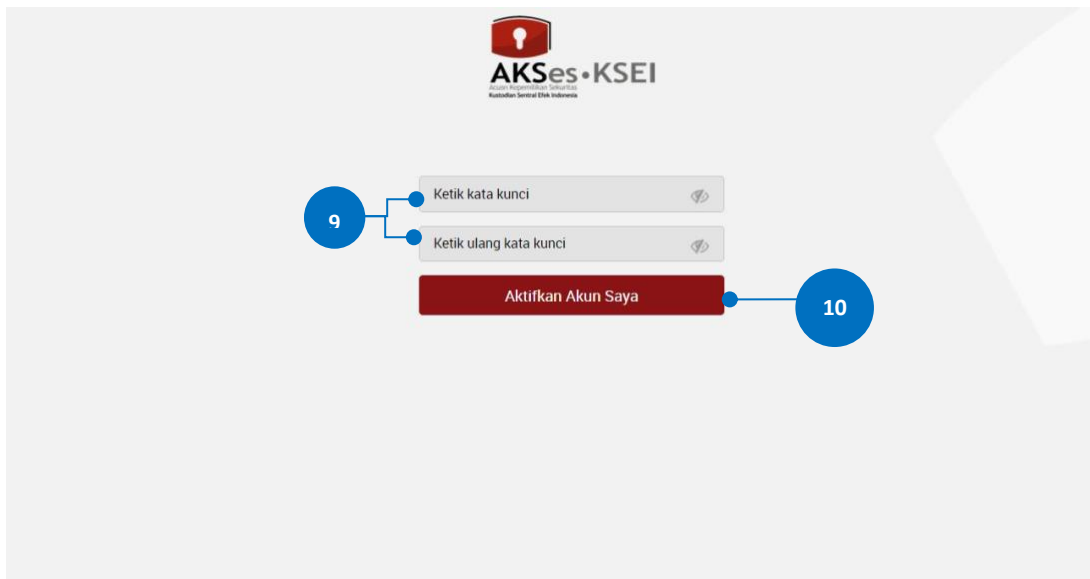 AKSes•KSEI
Acuan Kepemilikan Sekuritas
Kustodian Sentral Efek Indonesia
Ketik kata kunci
9
Ketik ulang kata kunci
Aktifkan Akun Saya
10